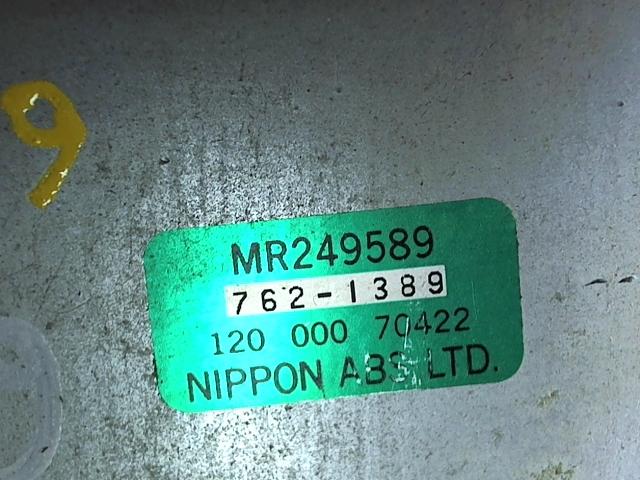 9
MR249589
762-1389
120 000 70422
NIPPON ABS LTD.